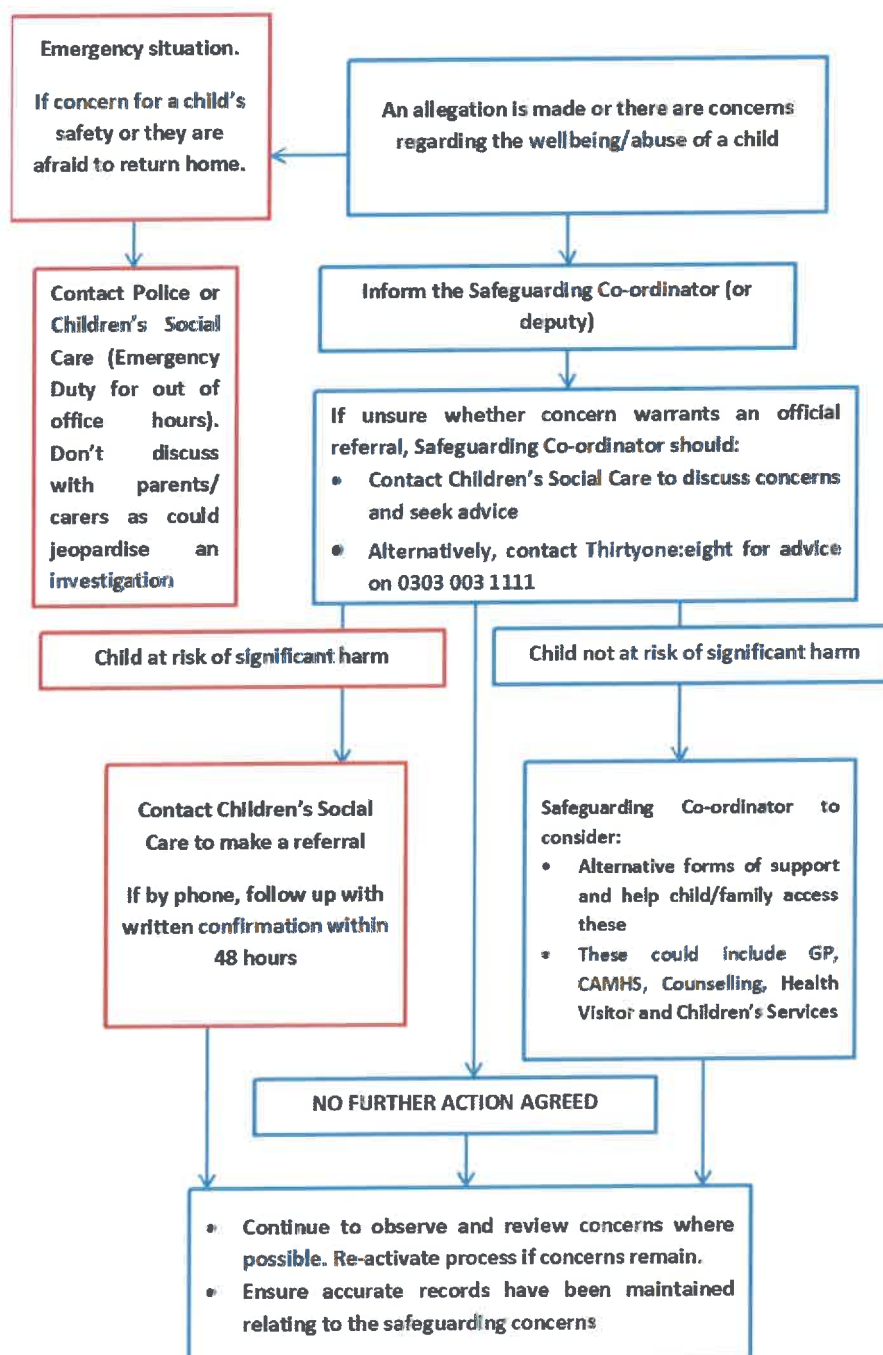 Emergency situation.
If concern for a child's
safety or they are
afraid to return home.
An allegation is made or there are concerns
regarding the wellbeing/abuse of a child
Contact Police or
Children's Social
Care (Emergency
Duty for out of
office hours).
Don't discuss
with parents/
carers as could
jeopardise an
investigation
Inform the Safeguarding Co-ordinator (or
deputy)
If unsure whether concern warrants an official
referral, Safeguarding Co-ordinator should:
• Contact Children's Social Care to discuss concerns
and seek advice
• Alternatively, contact Thirtyone:eight for advice
on 0303 003 1111
Child at risk of significant harm
Child not at risk of significant harm
Contact Children's Social
Care to make a referral
If by phone, follow up with
written confirmation within
48 hours
Safeguarding Co-ordinator to
consider:
• Alternative forms of support
and help child/family access
these
• These could include GP,
CAMHS, Counselling, Health
Visitor and Children's Services
NO FURTHER ACTION AGREED
• Continue to observe and review concerns where
possible. Re-activate process if concerns remain.
• Ensure accurate records have been maintained
relating to the safeguarding concerns